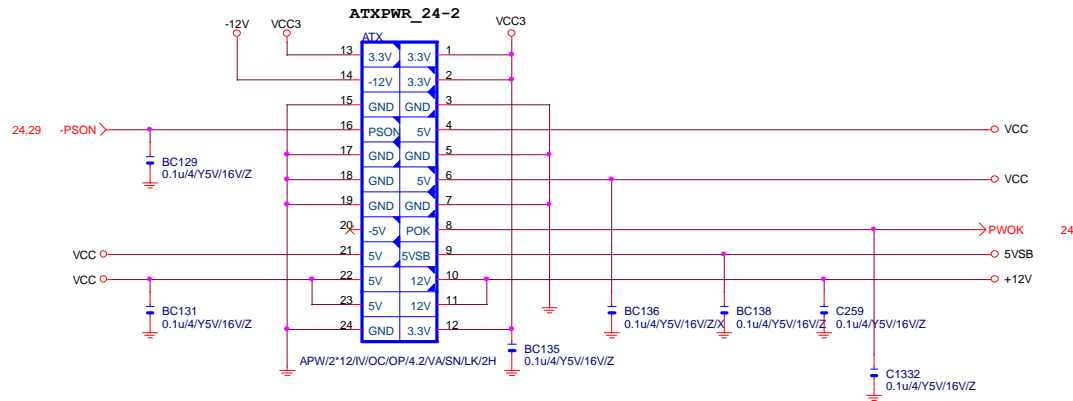 ATXPWR_24-2
-12V VCC3 VCC3
ATX
13 3.3V 3.3V 1
14 -12V 3.3V 2
15 GND GND 3
24,29 -PSON 16 PSON 5V 4 VCC
17 GND GND 5
BC129
0.1u/4/Y5V/16V/Z
18 GND 5V 6 VCC
19 GND GND 7
20 -5V POK 8 PWOK 24
VCC 21 5V 5VSB 9 5VSB
VCC 22 5V 12V 10 +12V
23 5V 12V 11
BC131
0.1u/4/Y5V/16V/Z
BC136
0.1u/4/Y5V/16V/Z/X
BC138
0.1u/4/Y5V/16V/Z
C259
0.1u/4/Y5V/16V/Z
24 GND 3.3V 12
BC135
0.1u/4/Y5V/16V/Z
APW/2*12/IV/OC/OP/4.2/VA/SN/LK/2H
C1332
0.1u/4/Y5V/16V/Z